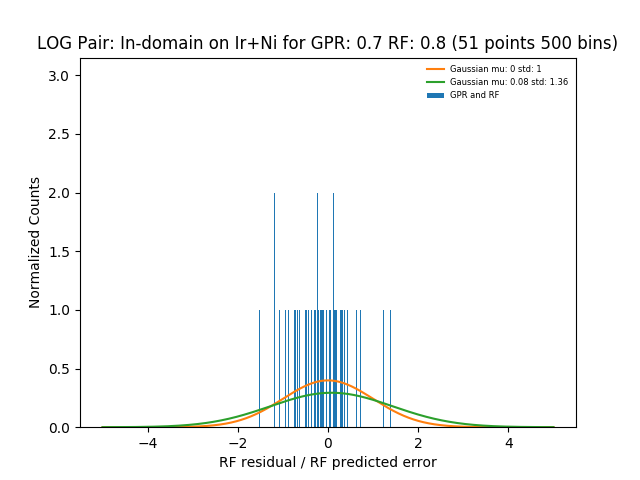 LOG Pair: In-domain on Ir+Ni for GPR: 0.7 RF: 0.8 (51 points 500 bins)
Gaussian mu: 0 std: 1
Gaussian mu: 0.08 std: 1.36
GPR and RF
Normalized Counts
3.0
2.5
2.0
1.5
1.0
0.5
0.0
−4
−2
0
2
4
RF residual / RF predicted error